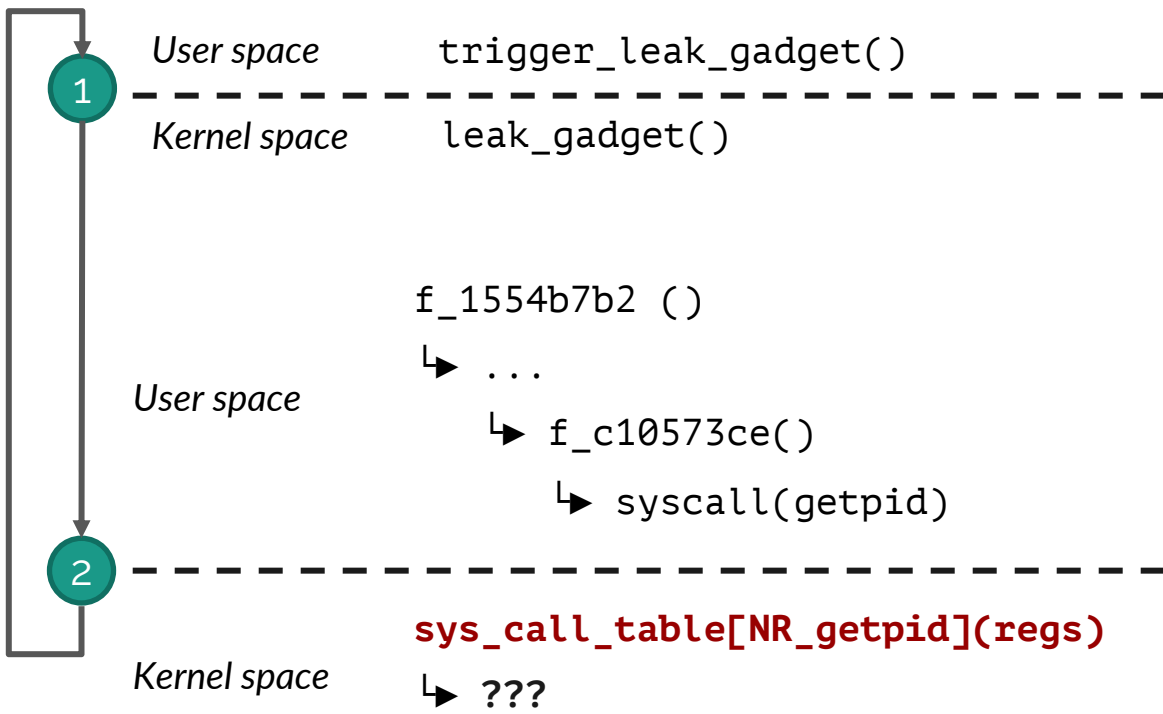 User space trigger_leak_gadget()
1
Kernel space leak_gadget()
f_1554b7b2 ()
...
User space
f_c10573ce()
syscall(getpid)
2
sys_call_table[NR_getpid](regs)
Kernel space
???